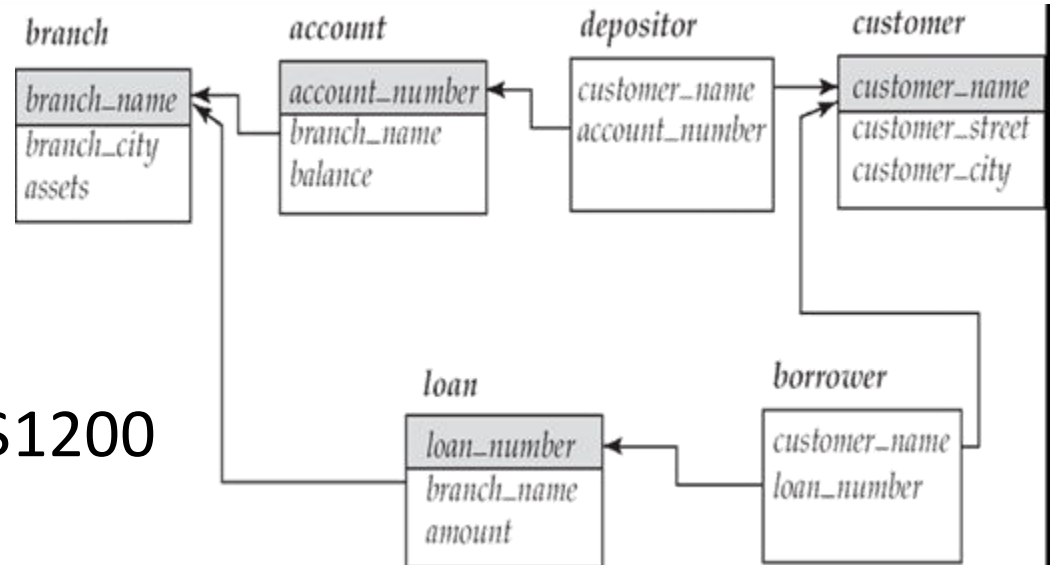 branch
branch_name
branch_city
assets
account
account_number
branch_name
balance
depositor
customer_name
account_number
customer
customer_name
customer_street
customer_city
$1200
loan
loan_number
branch_name
amount
borrower
customer_name
loan_number